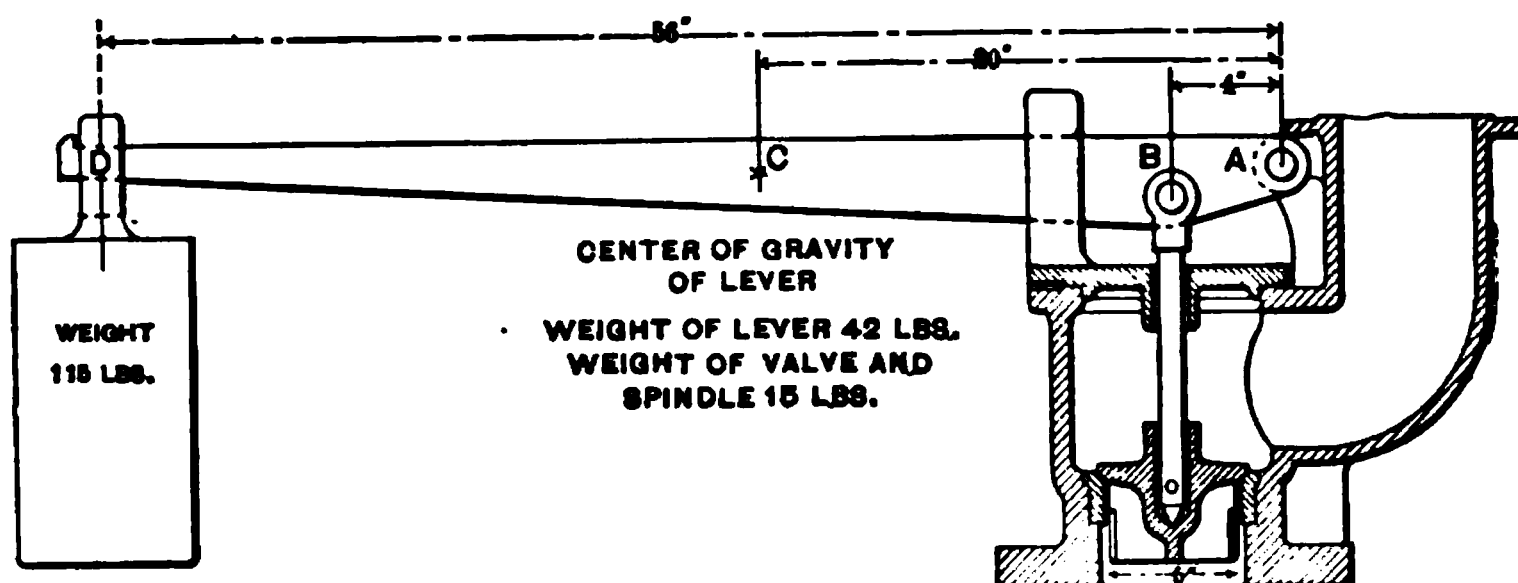 56"
4"
C
B
A
D
CENTER OF GRAVITY
OF LEVER
WEIGHT OF LEVER 42 LBS.
WEIGHT OF VALVE AND
SPINDLE 15 LBS.
WEIGHT
115 LBS.